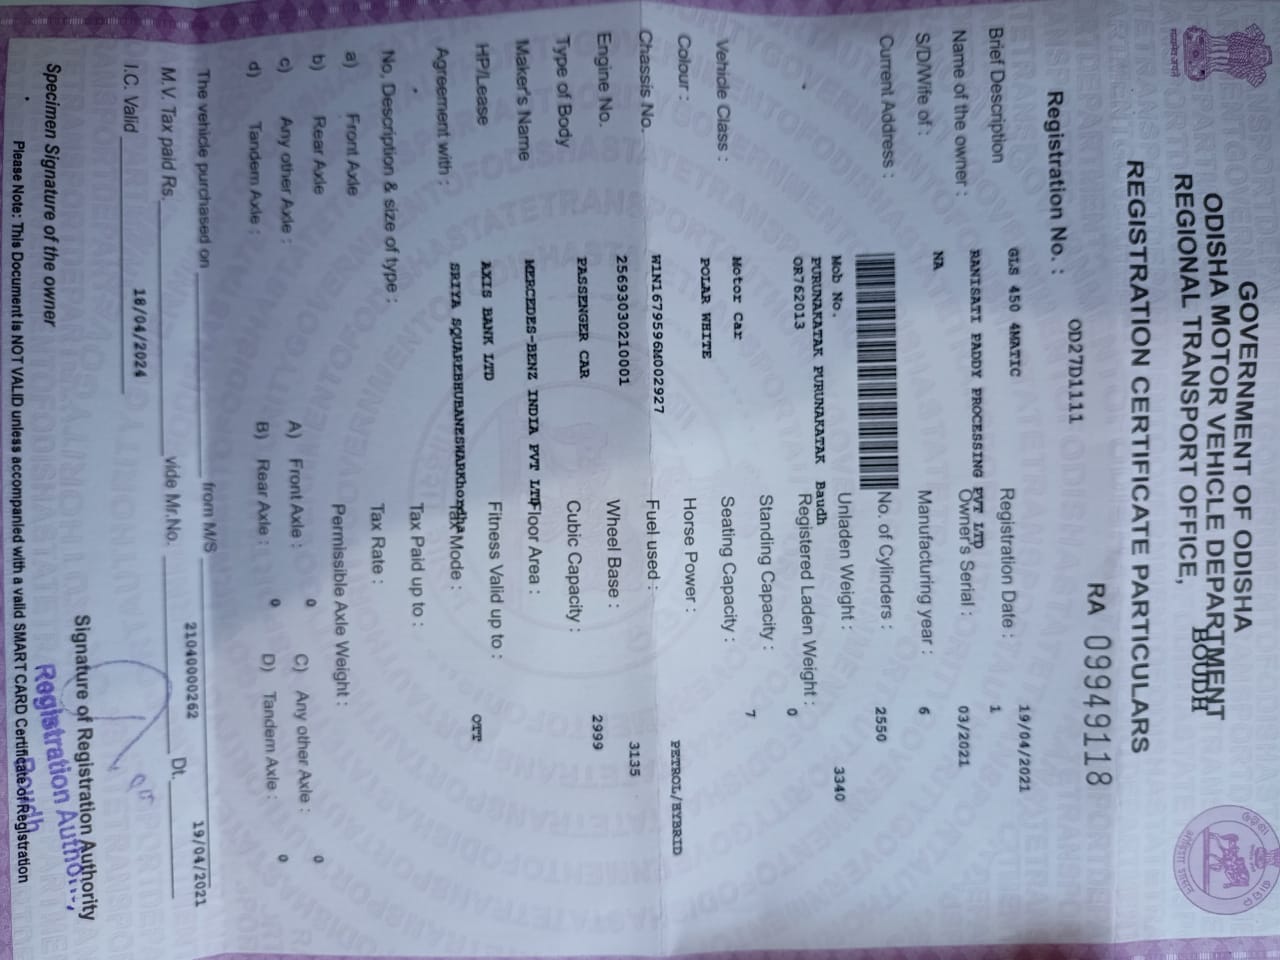 GOVERNMENT OF ODISHA
ODISHA MOTOR VEHICLE DEPARTMENT
REGIONAL TRANSPORT OFFICE, BOUDH
RA 09949118
REGISTRATION CERTIFICATE PARTICULARS
Registration No. : OD27D1111
Brief Description GLS 450 4MATIC Registration Date : 19/04/2021
Name of the owner : RANISATI PADDY PROCESSING PVT LTD Owner's Serial : 1
S/D/Wife of : NA Manufacturing year : 03/2021
Current Address : No. of Cylinders : 6
Mob No. Unladen Weight : 2550
PURUNAKATAK PURUNAKATAK Baudh
OR762013 Registered Laden Weight : 3340
Standing Capacity : 0
Vehicle Class : Motor Car Seating Capacity : 7
Colour : POLAR WHITE Horse Power :
Chassis No. W1N1679596M002927 Fuel used : PETROL/HYBRID
Engine No. 25693030210001 Wheel Base : 3135
Type of Body PASSENGER CAR Cubic Capacity : 2999
Maker's Name MERCEDES-BENZ INDIA PVT LTD Floor Area :
HP/Lease AXIS BANK LTD Fitness Valid up to :
Agreement with : SRIYA SQUAREBHUBANESWARKhordha Tax Mode : OTT
Tax Paid up to :
No, Description & size of type : Tax Rate :
a) Front Axle Permissible Axle Weight :
b) Rear Axle A) Front Axle : 0 C) Any other Axle : 0
c) Any other Axle : B) Rear Axle : 0 D) Tandem Axle : 0
d) Tandem Axle :
The vehicle purchased on from M/S
M.V. Tax paid Rs. vide Mr.No. 21040000262 Dt. 19/04/2021
I.C. Valid 18/04/2024
Specimen Signature of the owner Signature of Registration Authority
Registration Authority,
Boudh
Please Note: This Document is NOT VALID unless accompanied with a valid SMART CARD Certificate of Registration